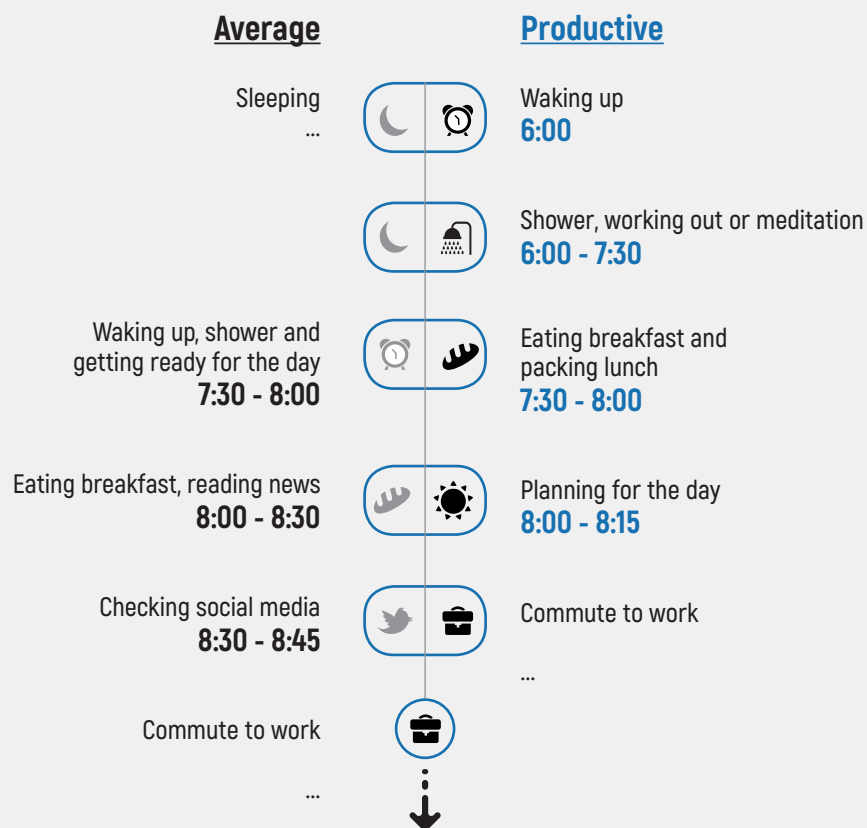 Average
Productive
Sleeping
...
Waking up
6:00
Shower, working out or meditation
6:00 - 7:30
Waking up, shower and
getting ready for the day
7:30 - 8:00
Eating breakfast and
packing lunch
7:30 - 8:00
Eating breakfast, reading news
8:00 - 8:30
Planning for the day
8:00 - 8:15
Checking social media
8:30 - 8:45
Commute to work
...
Commute to work
...